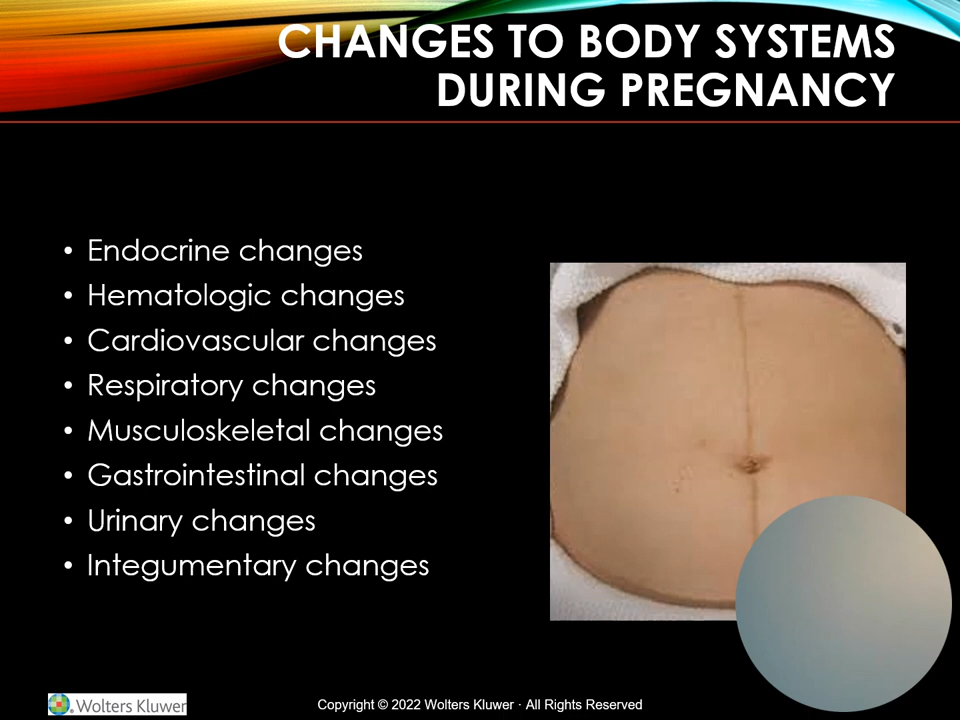 CHANGES TO BODY SYSTEMS
DURING PREGNANCY
• Endocrine changes
• Hematologic changes
• Cardiovascular changes
• Respiratory changes
• Musculoskeletal changes
• Gastrointestinal changes
• Urinary changes
• Integumentary changes
Wolters Kluwer
Copyright © 2022 Wolters Kluwer · All Rights Reserved